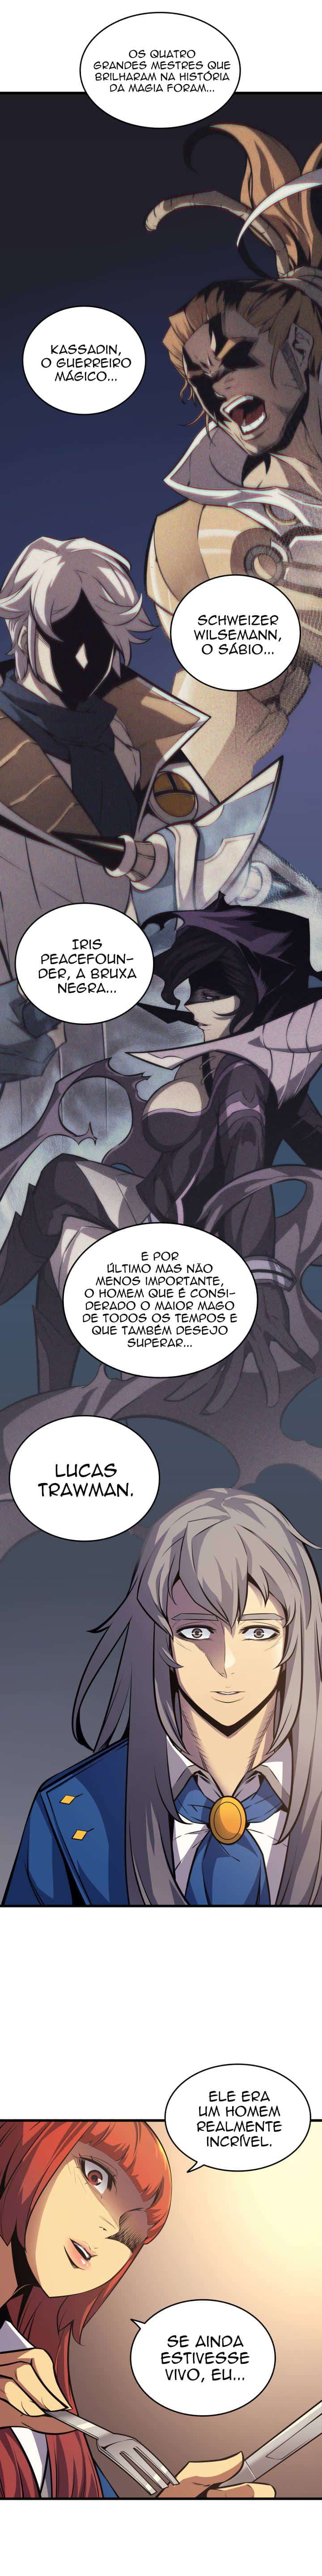 OS QUATRO
GRANDES MESTRES QUE
BRILHARAM NA HISTÓRIA
DA MAGIA FORAM...
KASSADIN,
O GUERREIRO
MÁGICO...
SCHWEIZER
WILSEMANN,
O SÁBIO...
IRIS
PEACEFOUN-
DER, A BRUXA
NEGRA...
E POR
ÚLTIMO MAS NÃO
MENOS IMPORTANTE,
O HOMEM QUE É CONSI-
DERADO O MAIOR MAGO
DE TODOS OS TEMPOS E
QUE TAMBÉM DESEJO
SUPERAR...
LUCAS
TRAWMAN.
ELE ERA
UM HOMEM
REALMENTE
INCRÍVEL.
SE AINDA
ESTIVESSE
VIVO, EU...